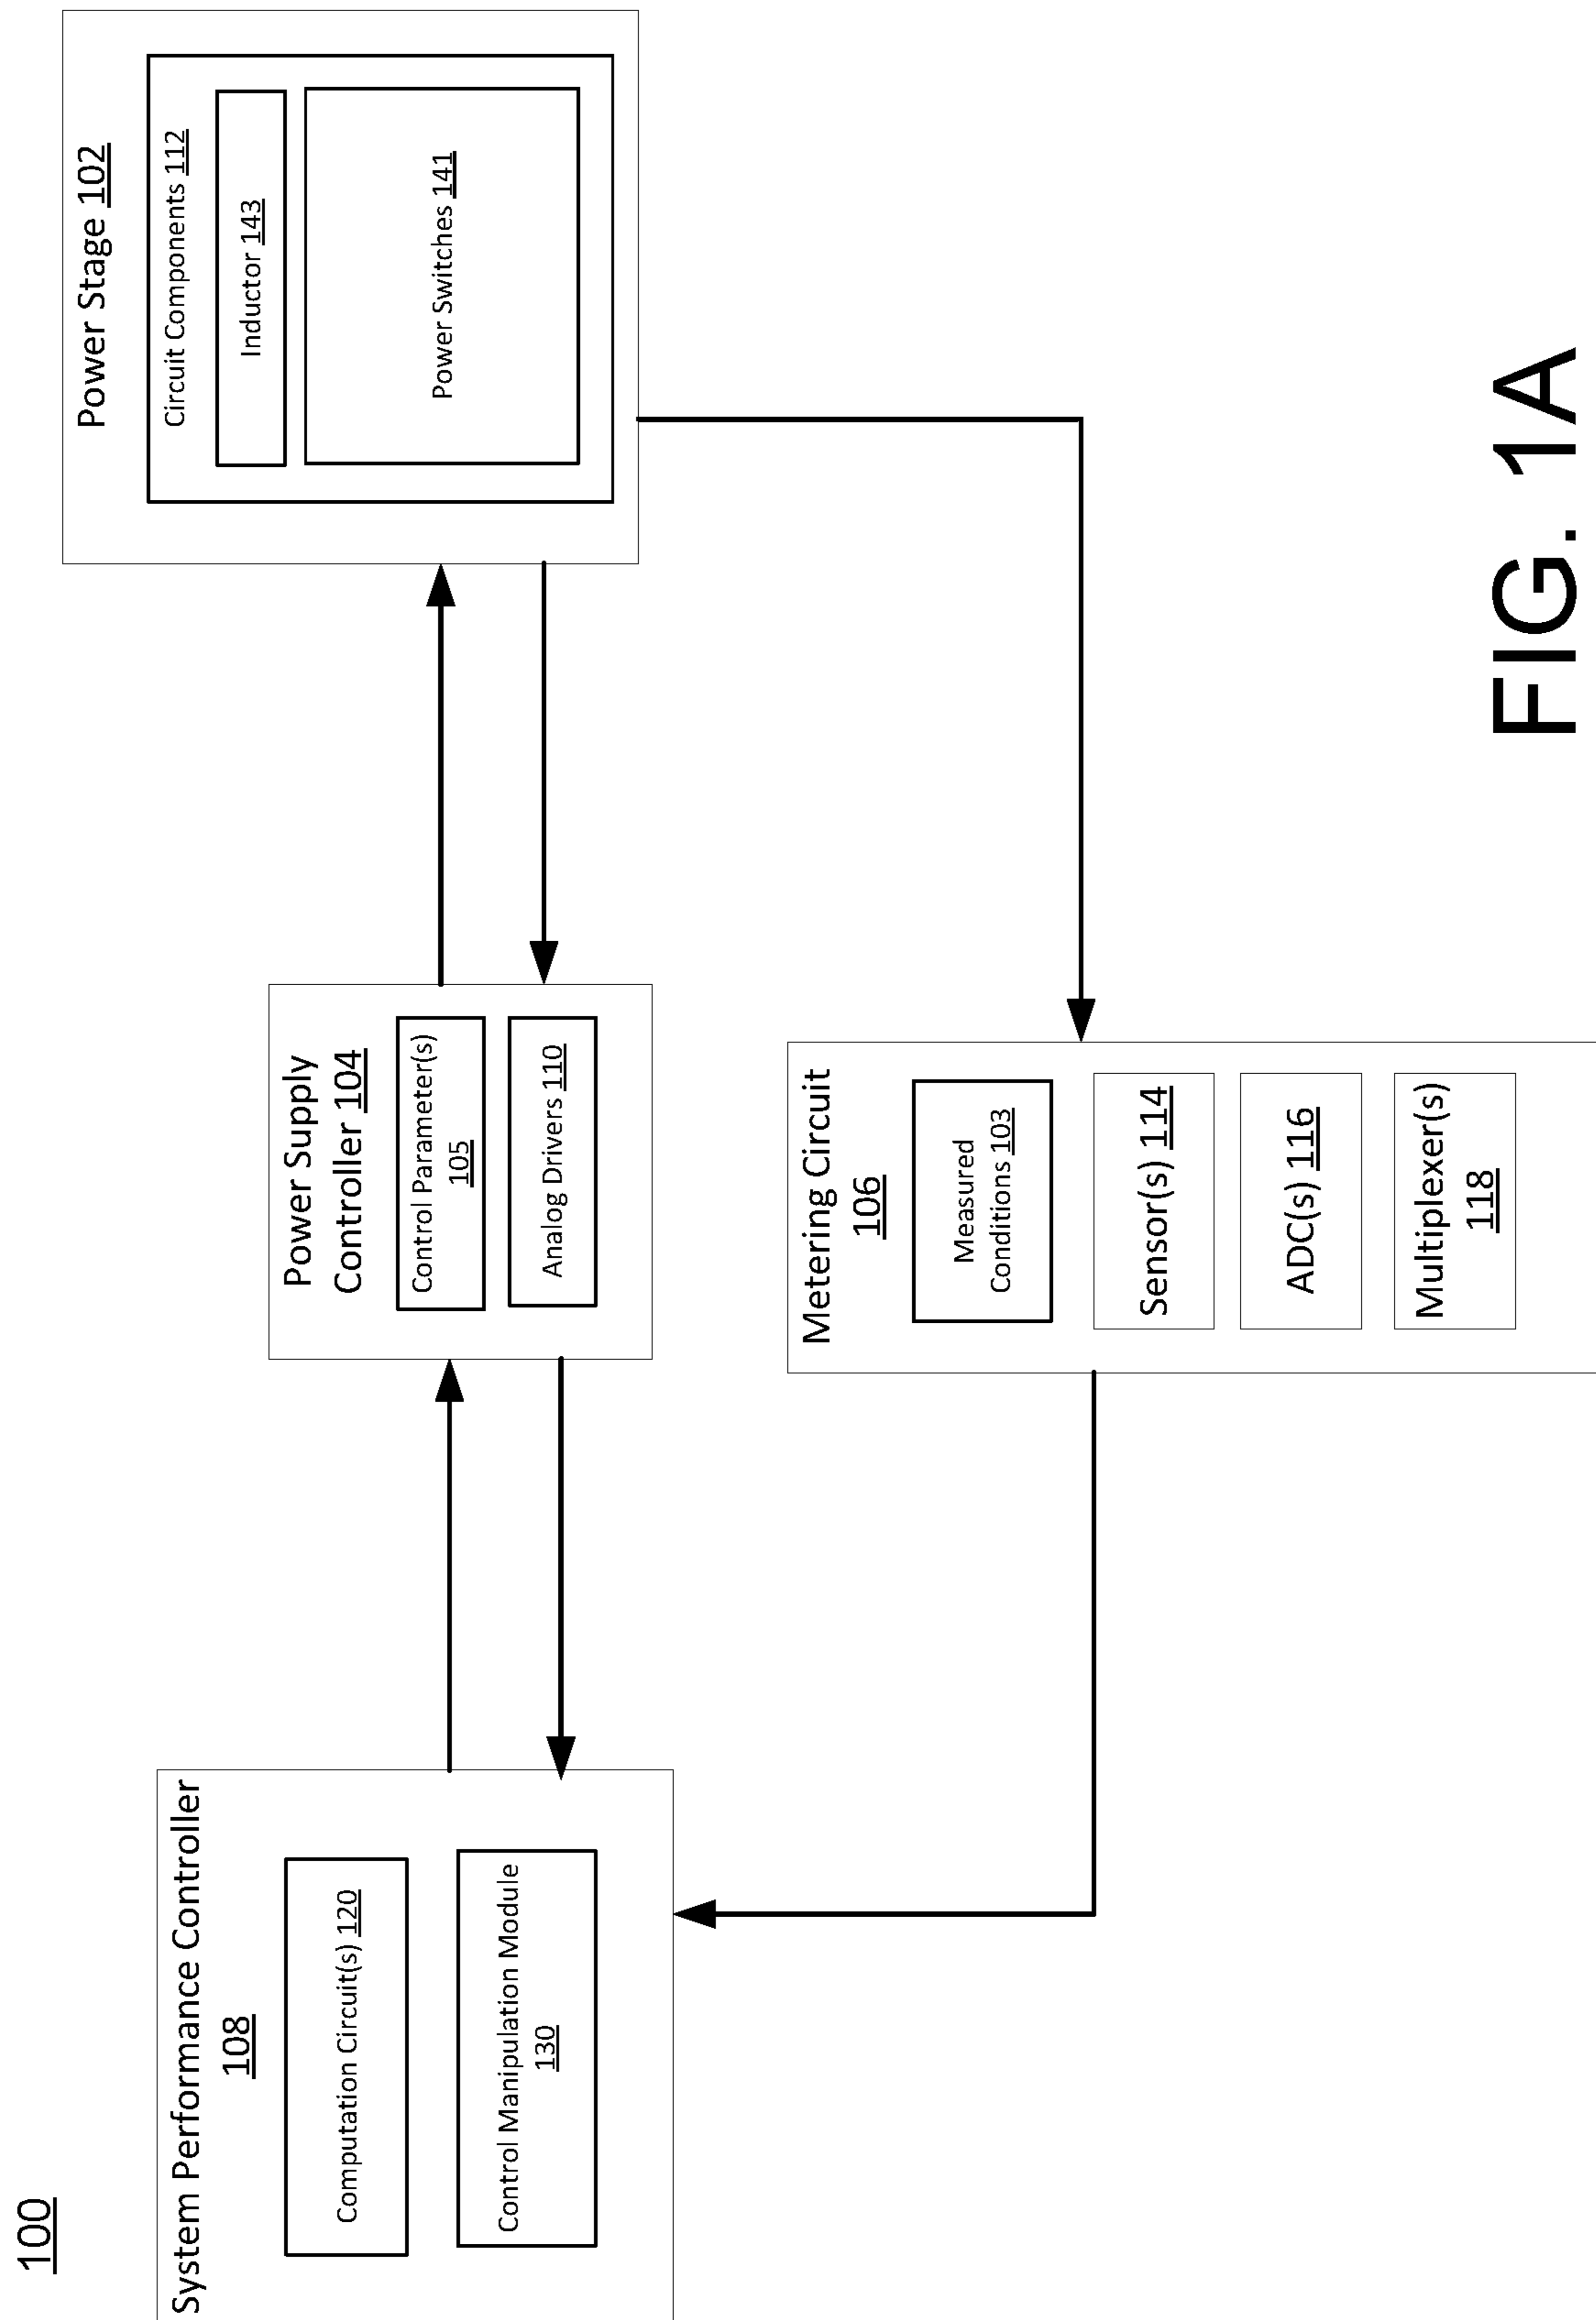 100
System Performance Controller
108
Computation Circuit(s) 120
Control Manipulation Module
130
Power Supply
Controller 104
Control Parameter(s)
105
Analog Drivers 110
Power Stage 102
Circuit Components 112
Inductor 143
Power Switches 141
Metering Circuit
106
Measured
Conditions 103
Sensor(s) 114
ADC(s) 116
Multiplexer(s)
118
FIG. 1A